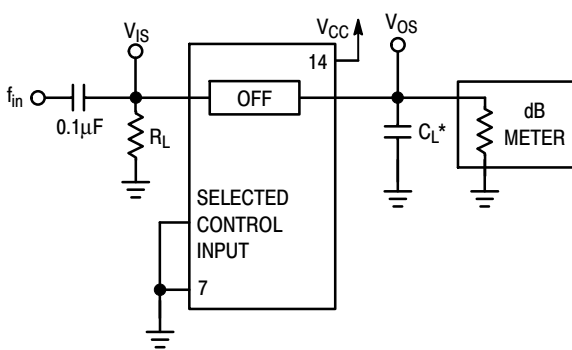 V_IS
V_CC
V_OS
14
f_in
0.1μF
R_L
OFF
C_L*
dB
METER
SELECTED
CONTROL
INPUT
7